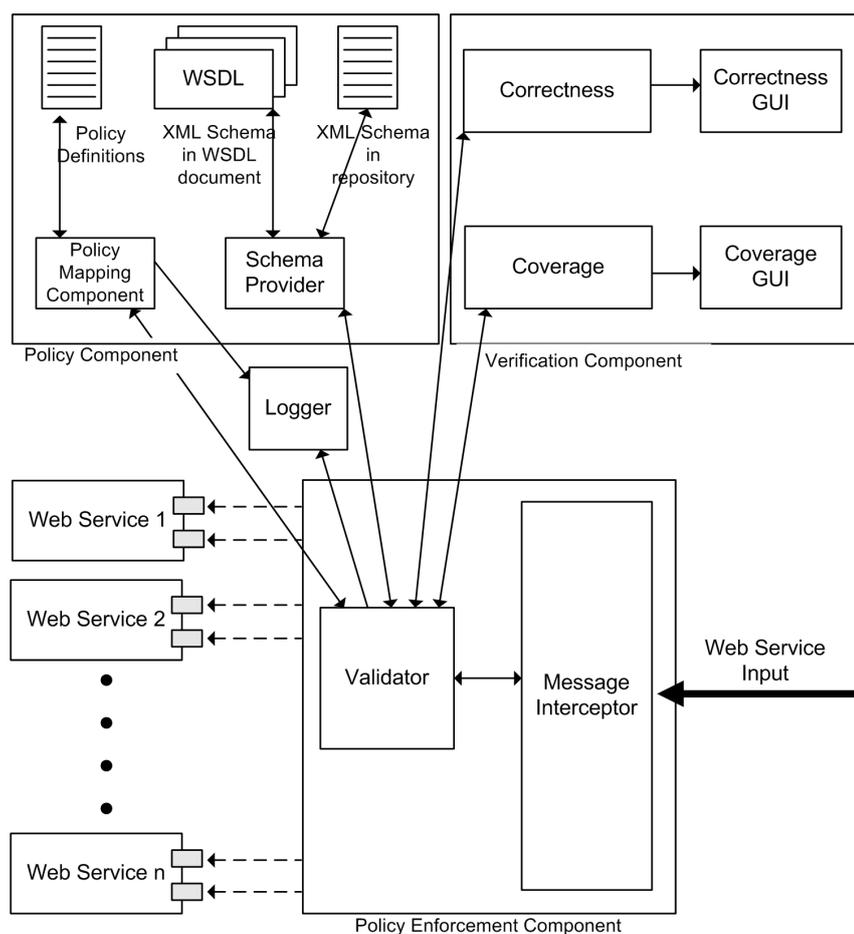 WSDL
Policy
Definitions
XML Schema
in WSDL
document
XML Schema
in
repository
Policy
Mapping
Component
Schema
Provider
Policy Component
Correctness
Correctness
GUI
Coverage
Coverage
GUI
Verification Component
Logger
Web Service 1
Web Service 2
Web Service n
Validator
Message
Interceptor
Web Service
Input
Policy Enforcement Component